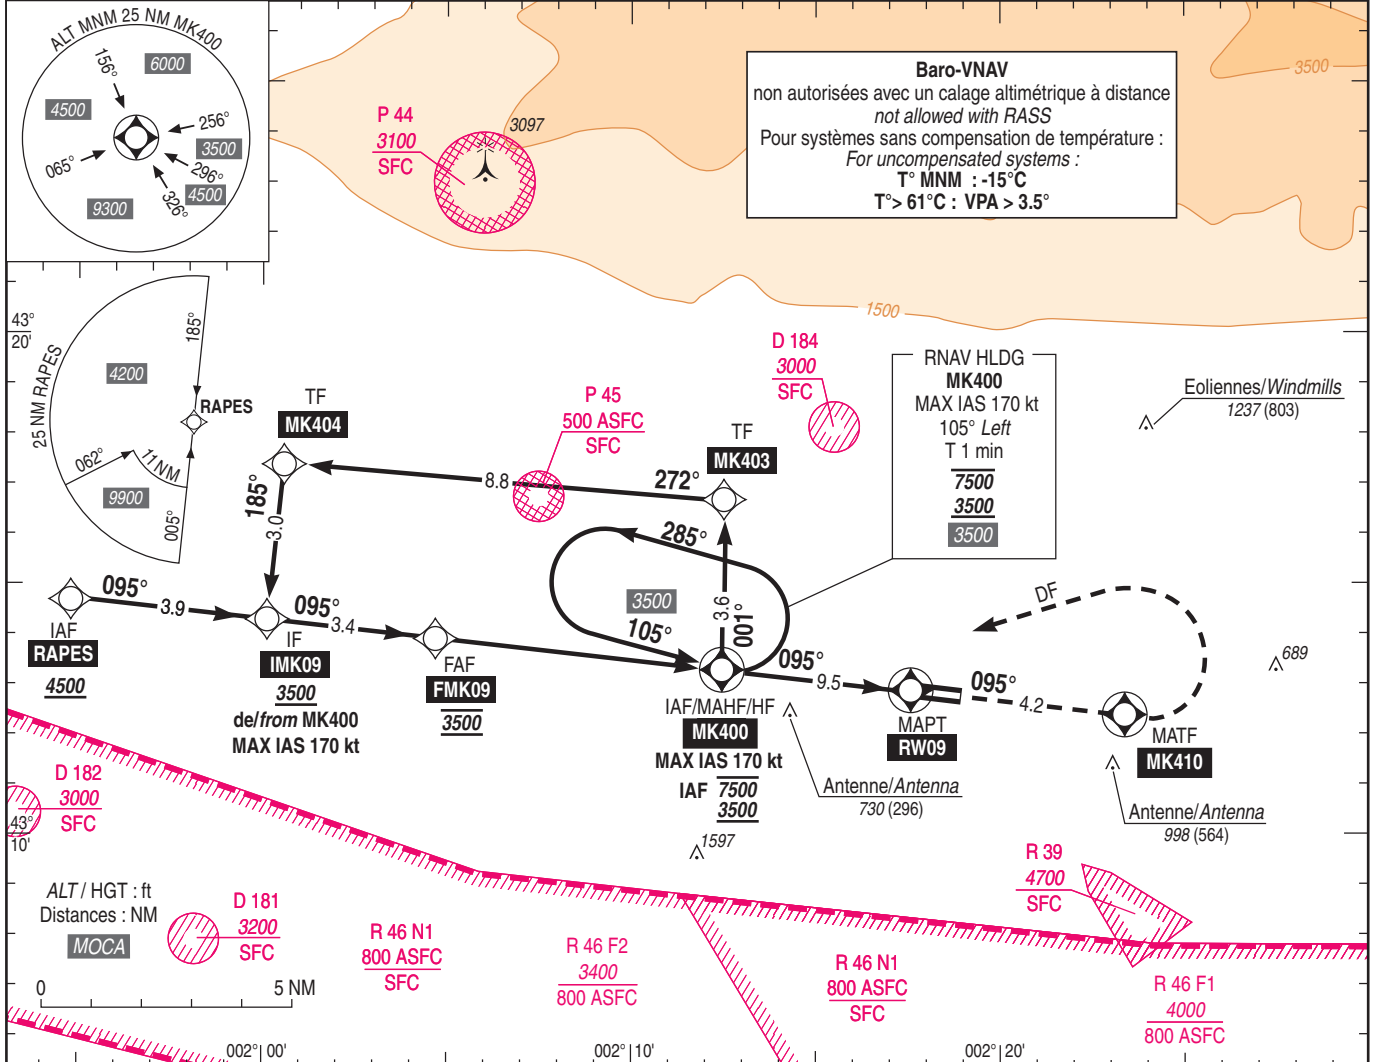 ALT MNM 25 NM MK400
156°
6000
4500
256°
3500
065°
296°
4500
326°
9300
P 44
3100
SFC
3097
Baro-VNAV
non autorisées avec un calage altimétrique à distance
not allowed with RASS
Pour systèmes sans compensation de température :
For uncompensated systems :
T° MNM : -15°C
T°> 61°C : VPA > 3.5°
3500
1500
43°
20'
25 NM RAPES
185°
4200
RAPES
062°
11NM
9900
005°
TF
MK404
P 45
500 ASFC
SFC
D 184
3000
SFC
TF
MK403
RNAV HLDG
MK400
MAX IAS 170 kt
105° Left
T 1 min
7500
3500
3500
Eoliennes/Windmills
1237 (803)
272°
8.8
185°
3.0
285°
3500
105°
3.6
001°
DF
095°
3.9
IAF
RAPES
4500
095°
3.4
IF
IMK09
3500
de/from MK400
MAX IAS 170 kt
FAF
FMK09
3500
IAF/MAHF/HF
MK400
MAX IAS 170 kt
IAF 7500
3500
095°
9.5
MAPT
RW09
095°
4.2
MATF
MK410
689
Antenne/Antenna
730 (296)
Antenne/Antenna
998 (564)
1597
D 182
3000
SFC
43°
10'
ALT / HGT : ft
Distances : NM
MOCA
0
5 NM
D 181
3200
SFC
R 46 N1
800 ASFC
SFC
R 46 F2
3400
800 ASFC
R 46 N1
800 ASFC
SFC
R 39
4700
SFC
R 46 F1
4000
800 ASFC
002° 00'
002° 10'
002° 20'